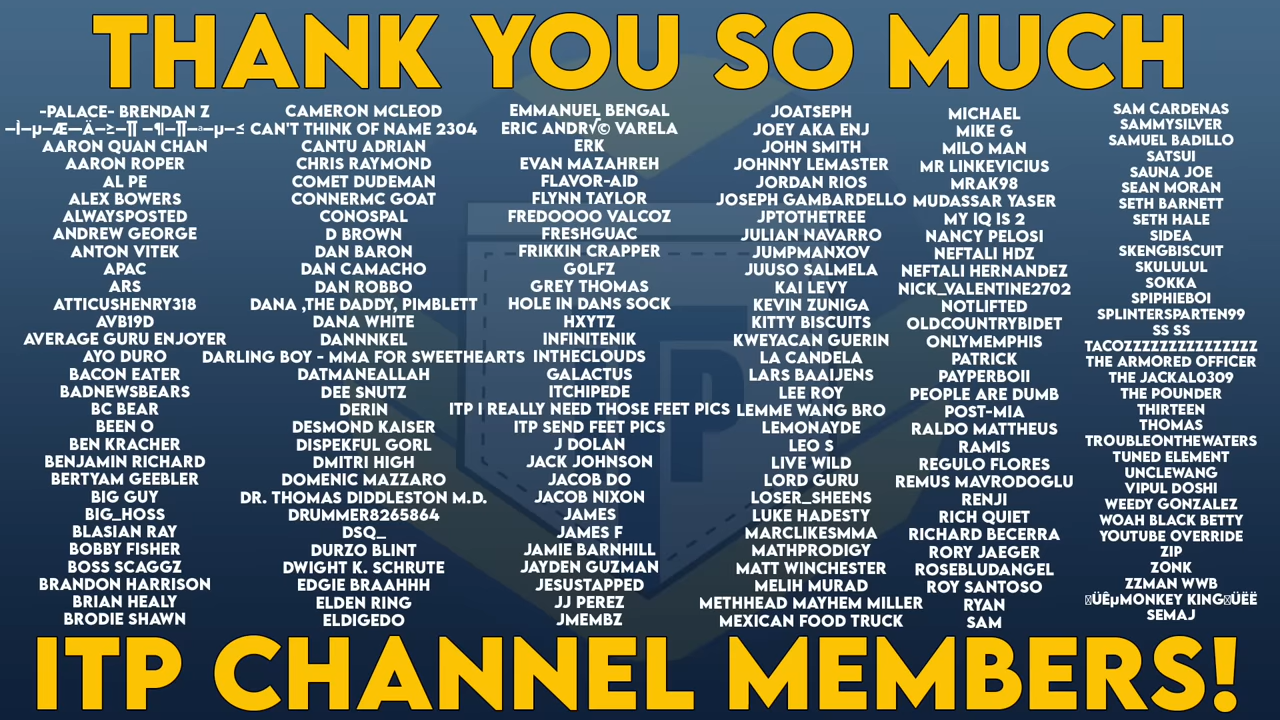 THANK YOU SO MUCH
-PALACE- BRENDAN Z
AARON QUAN CHAN
AARON ROPER
AL PE
ALEX BOWERS
ALWAYSPOSTED
ANDREW GEORGE
ANTON VITEK
APAC
ARS
ATTICUSHENRY318
AVB19D
AVERAGE GURU ENJOYER
AYO DURO
BACON EATER
BADNEWSBEARS
BC BEAR
BEEN O
BEN KRACHER
BENJAMIN RICHARD
BERTYAM GEEBLER
BIG GUY
BIG_HOSS
BLASIAN RAY
BOBBY FISHER
BOSS SCAGGZ
BRANDON HARRISON
BRIAN HEALY
BRODIE SHAWN
CAMERON MCLEOD
CAN'T THINK OF NAME 2304
CANTU ADRIAN
CHRIS RAYMOND
COMET DUDEMAN
CONNERMC GOAT
CONOSPAL
D BROWN
DAN BARON
DAN CAMACHO
DAN ROBBO
DANA ,THE DADDY, PIMBLETT
DANA WHITE
DANNNKEL
DARLING BOY - MMA FOR SWEETHEARTS
DATMANEALLAH
DEE SNUTZ
DERIN
DESMOND KAISER
DISPEKFUL GORL
DMITRI HIGH
DOMENIC MAZZARO
DR. THOMAS DIDDLESTON M.D.
DRUMMER8265864
DSQ_
DURZO BLINT
DWIGHT K. SCHRUTE
EDGIE BRAAHHH
ELDEN RING
ELDIGEDO
EMMANUEL BENGAL
ERIC ANDR√© VARELA
ERK
EVAN MAZAHREH
FLAVOR-AID
FLYNN TAYLOR
FREDOOOO VALCOZ
FRESHGUAC
FRIKKIN CRAPPER
G0LFZ
GREY THOMAS
HOLE IN DANS SOCK
HXYTZ
INFINITENIK
INTHECLOUDS
GALACTUS
ITCHIPEDE
ITP I REALLY NEED THOSE FEET PICS
ITP SEND FEET PICS
J DOLAN
JACK JOHNSON
JACOB DO
JACOB NIXON
JAMES
JAMES F
JAMIE BARNHILL
JAYDEN GUZMAN
JESUSTAPPED
JJ PEREZ
JMEMBZ
JOATSEPH
JOEY AKA ENJ
JOHN SMITH
JOHNNY LEMASTER
JORDAN RIOS
JOSEPH GAMBARDELLO
JPTOTHETREE
JULIAN NAVARRO
JUMPMANXOV
JUUSO SALMELA
KAI LEVY
KEVIN ZUNIGA
KITTY BISCUITS
KWEYACAN GUERIN
LA CANDELA
LARS BAAIJENS
LEE ROY
LEMME WANG BRO
LEMONAYDE
LEO S
LIVE WILD
LORD GURU
LOSER_SHEENS
LUKE HADESTY
MARCLIKESMMA
MATHPRODIGY
MATT WINCHESTER
MELIH MURAD
METHHEAD MAYHEM MILLER
MEXICAN FOOD TRUCK
MICHAEL
MIKE G
MILO MAN
MR LINKEVICIUS
MRAK98
MUDASSAR YASER
MY IQ IS 2
NANCY PELOSI
NEFTALI HDZ
NEFTALI HERNANDEZ
NICK_VALENTINE2702
NOTLIFTED
OLDCOUNTRYBIDET
ONLYMEMPHIS
PATRICK
PAYPERBOII
PEOPLE ARE DUMB
POST-MIA
RALDO MATTHEUS
RAMIS
REGULO FLORES
REMUS MAVRODOGLU
RENJI
RICH QUIET
RICHARD BECERRA
RORY JAEGER
ROSEBLUDANGEL
ROY SANTOSO
RYAN
SAM
SAM CARDENAS
SAMMYSILVER
SAMUEL BADILLO
SATSUI
SAUNA JOE
SEAN MORAN
SETH BARNETT
SETH HALE
SIDEA
SKENGBISCUIT
SKULULUL
SOKKA
SPIPHIEBOI
SPLINTERSPARTEN99
SS SS
TACOZZZZZZZZZZZZZZZ
THE ARMORED OFFICER
THE JACKAL0309
THE POUNDER
THIRTEEN
THOMAS
TROUBLEONTHEWATERS
TUNED ELEMENT
UNCLEWANG
VIPUL DOSHI
WEEDY GONZALEZ
WOAH BLACK BETTY
YOUTUBE OVERRIDE
ZIP
ZONK
ZZMAN WWB
MONKEY KING
SEMAJ
ITP CHANNEL MEMBERS!